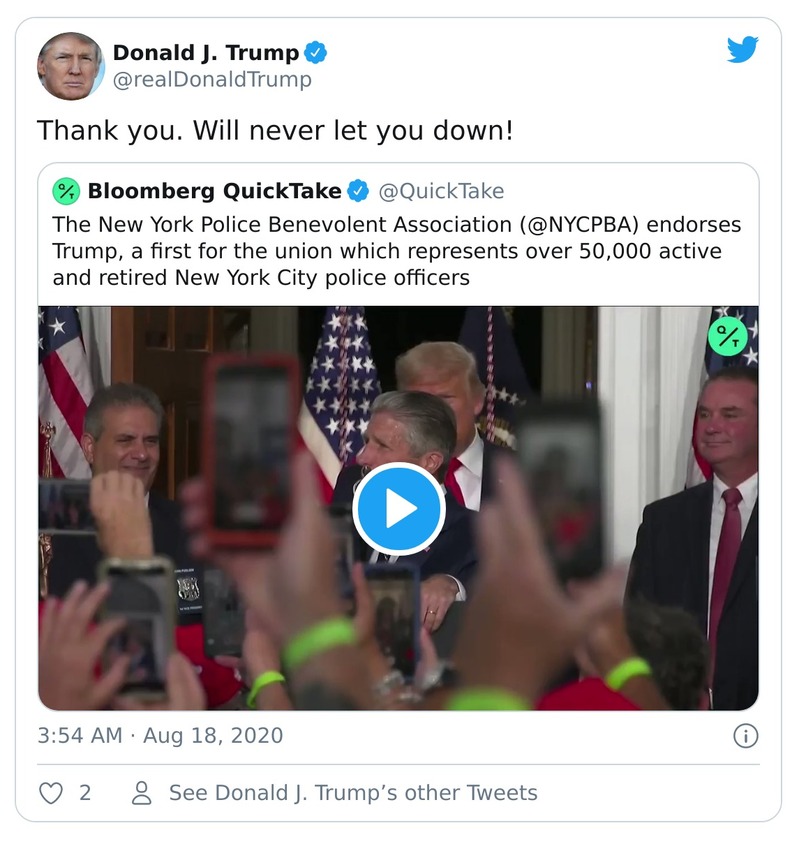 Donald J. Trump
@realDonaldTrump
Thank you. Will never let you down!
Bloomberg QuickTake @QuickTake
The New York Police Benevolent Association (@NYCPBA) endorses
Trump, a first for the union which represents over 50,000 active
and retired New York City police officers
3:54 AM · Aug 18, 2020
2
See Donald J. Trump’s other Tweets